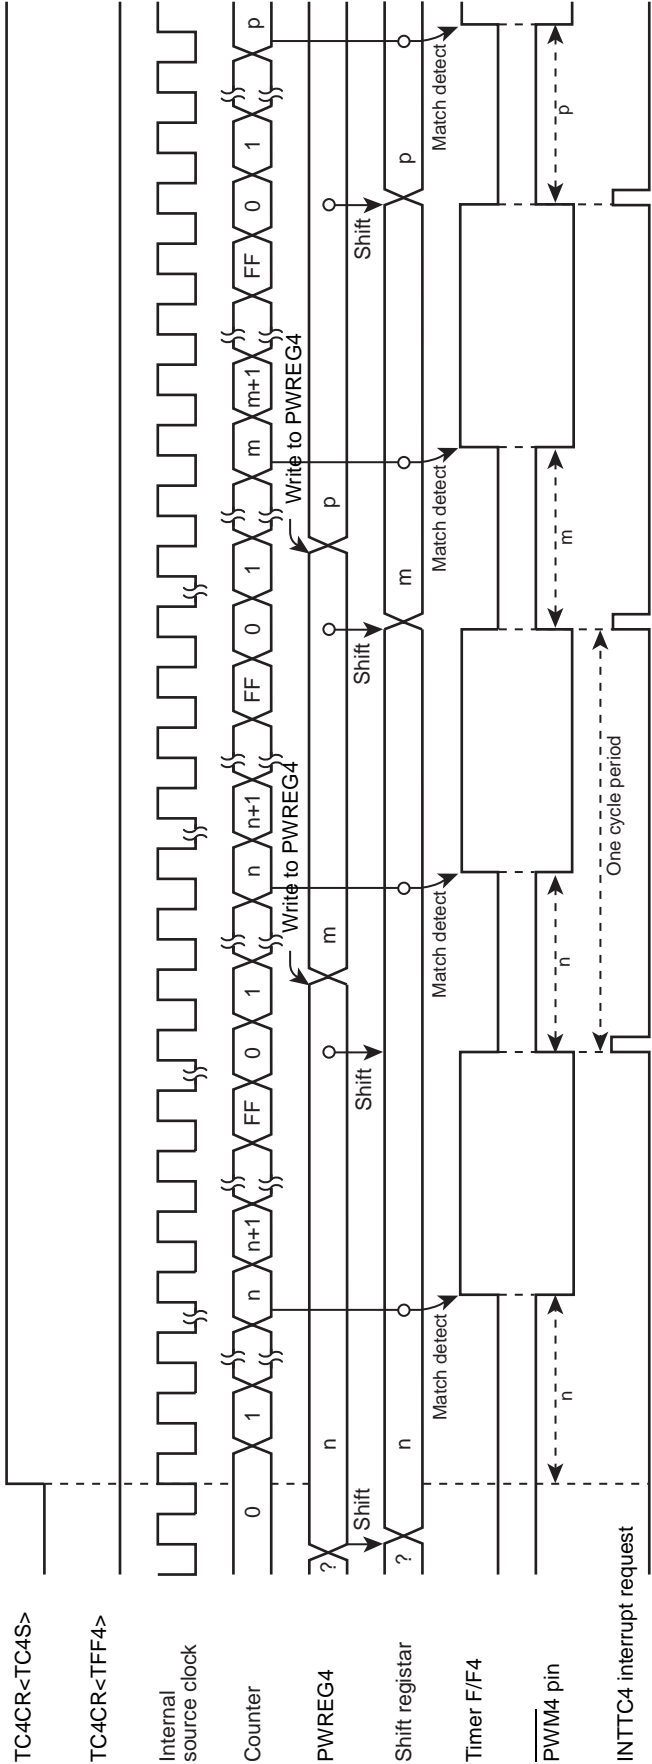 TC4CR<TC4S>
TC4CR<TFF4>
Internal
source clock
Counter
0 1 n n+1 FF 0 1 n n+1 FF 0 1 m m+1 FF 0 1 p
Write to PWREG4
Write to PWREG4
PWREG4
? n m p
Shift
Shift
Shift
Shift
Shift registar
? n m p
Match detect
Match detect
Match detect
Match detect
Timer F/F4
PWM4 pin
n n m p
One cycle period
INTTC4 interrupt request